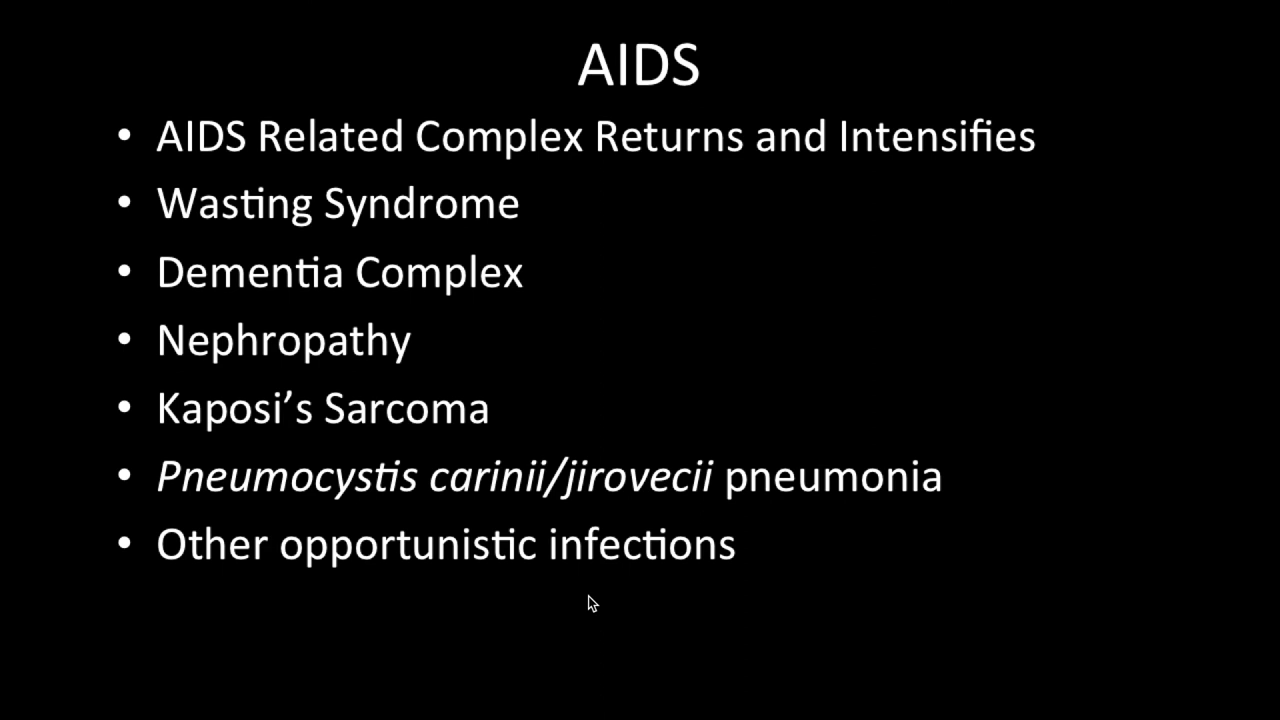 AIDS
• AIDS Related Complex Returns and Intensifies
• Wasting Syndrome
• Dementia Complex
• Nephropathy
• Kaposi’s Sarcoma
• Pneumocystis carinii/jirovecii pneumonia
• Other opportunistic infections